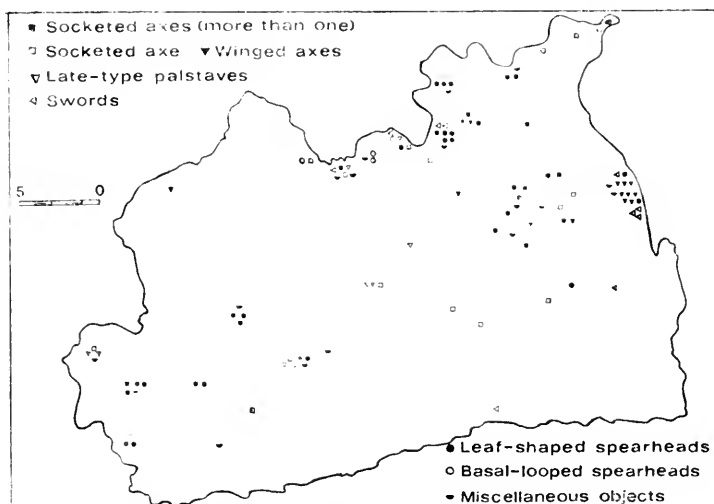 Socketed axes (more than one)
Socketed axe Winged axes
Late-type palstaves
Swords
5 0
Leaf-shaped spearheads
Basal-looped spearheads
Miscellaneous objects